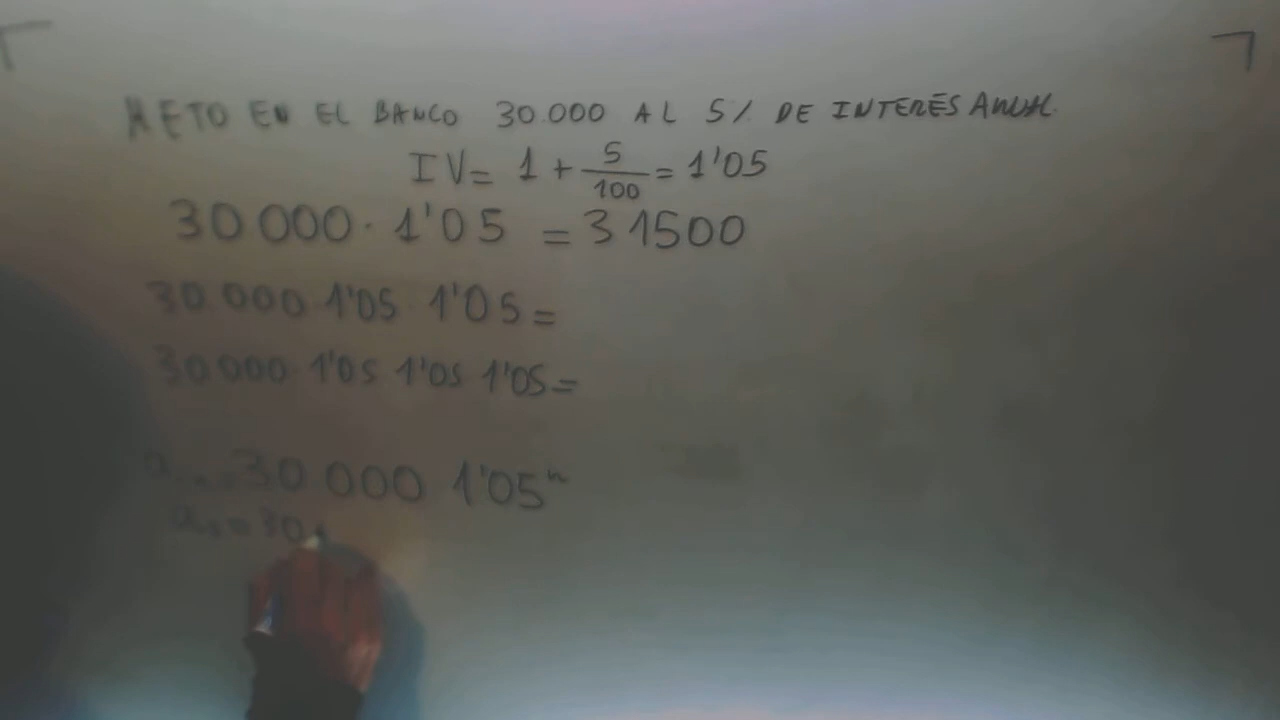 METO EN EL BANCO 30.000 AL 5% DE INTERÉS ANUAL
IV = 1 + 5/100 = 1'05
30 000 · 1'05 = 31500
30.000 1'05 · 1'05 =
30 000 · 1'05 1'05 1'05 =
= 30 000 1'05ⁿ
= 30